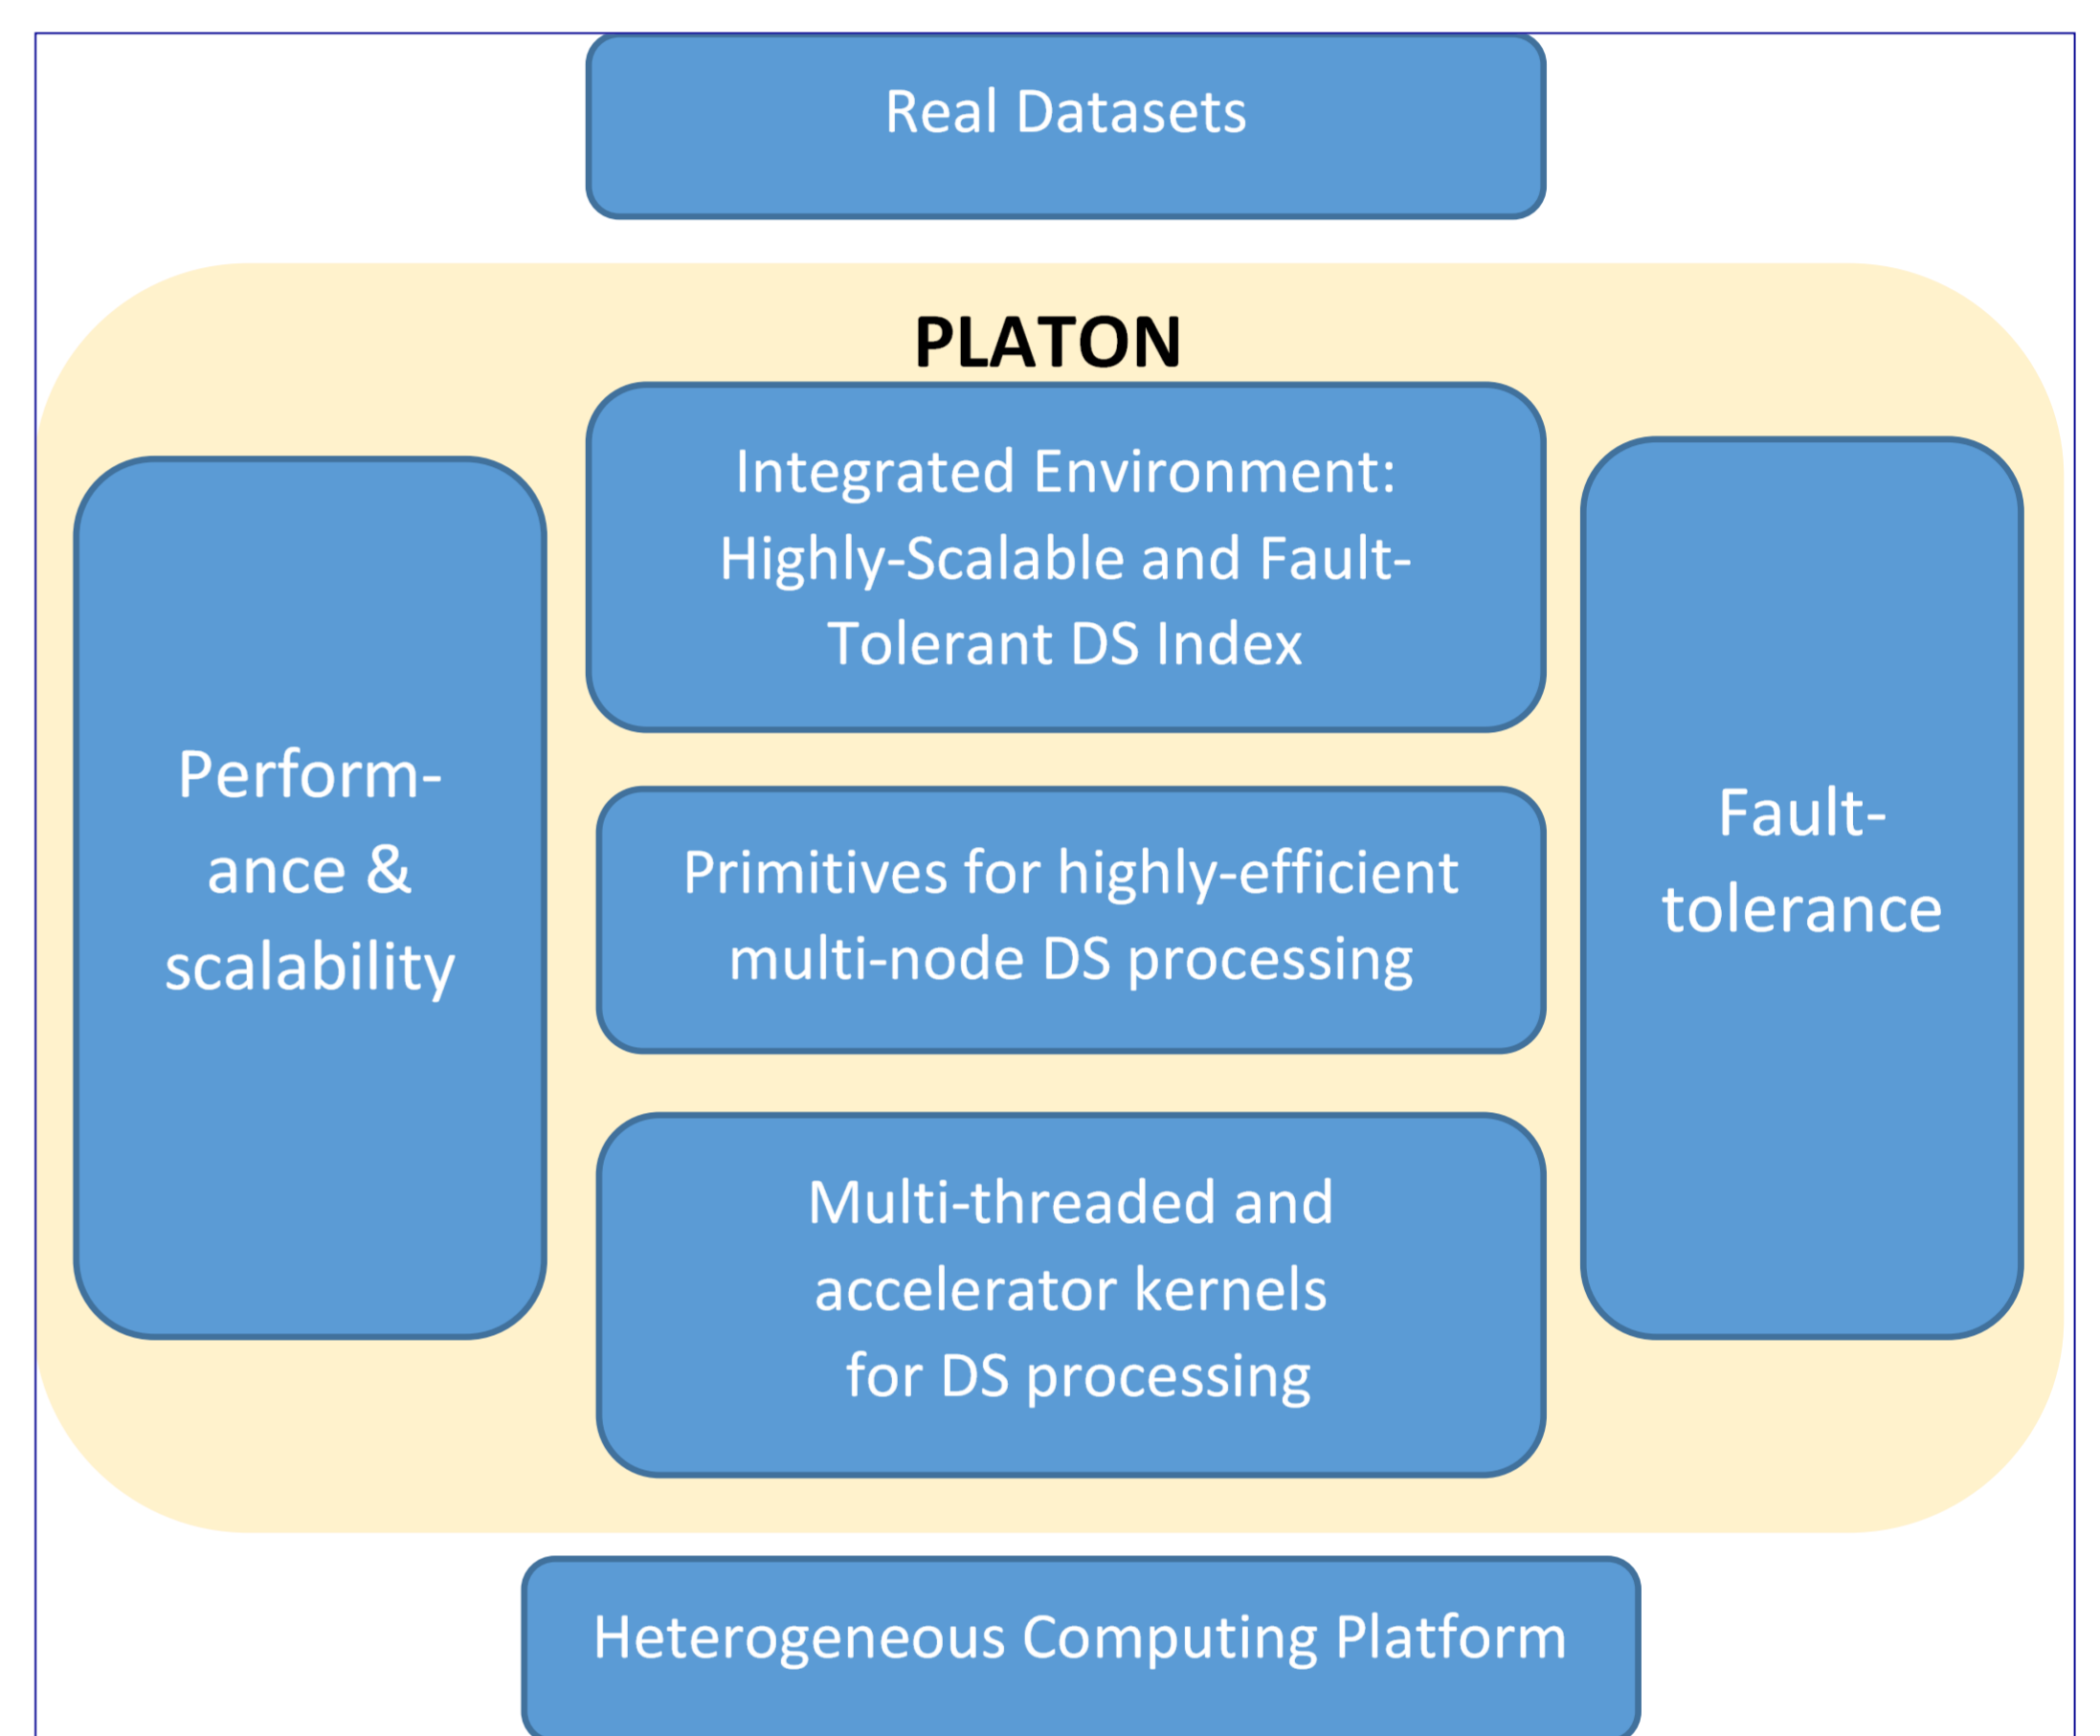 Real Datasets
PLATON
Integrated Environment:
Highly-Scalable and Fault-
Tolerant DS Index
Perform-
ance &
scalability
Primitives for highly-efficient
multi-node DS processing
Fault-
tolerance
Multi-threaded and
accelerator kernels
for DS processing
Heterogeneous Computing Platform